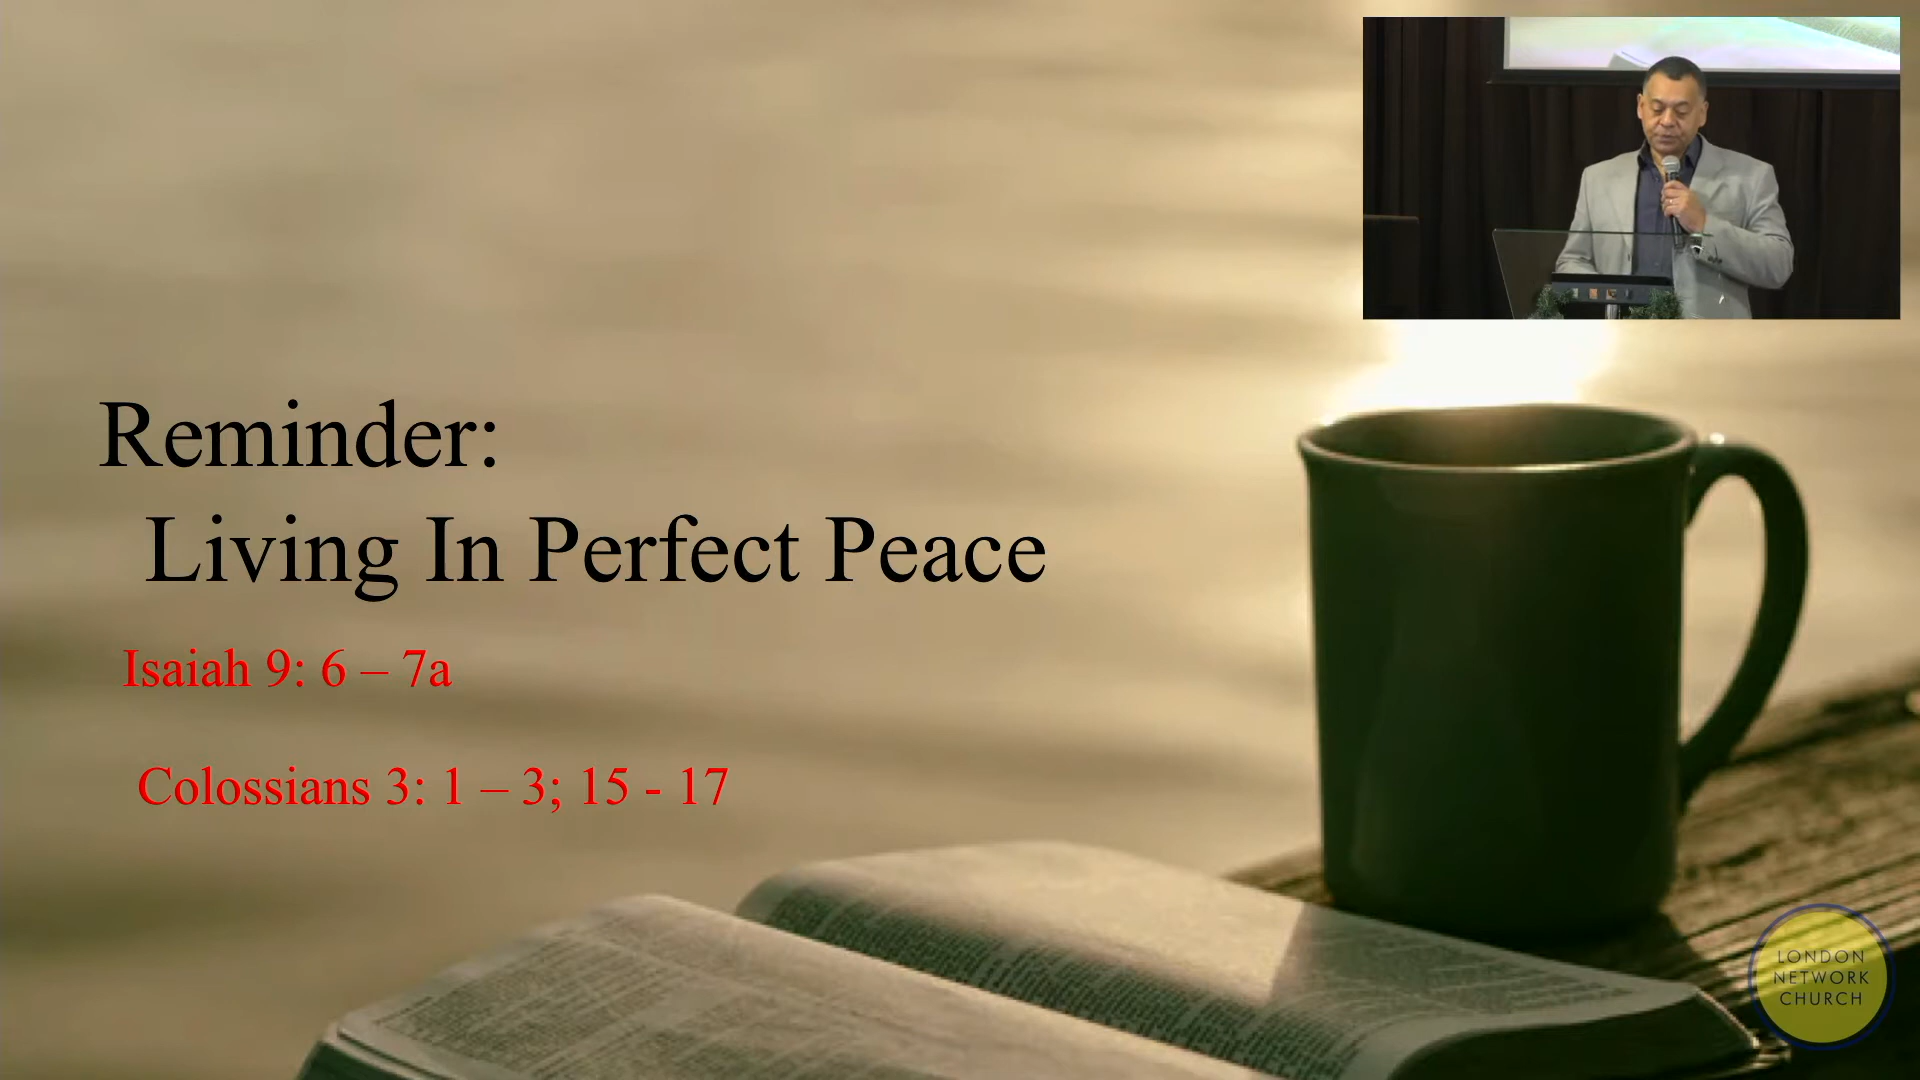 Reminder:
Living In Perfect Peace
Isaiah 9: 6 – 7a
Colossians 3: 1 – 3; 15 - 17
LONDON
NETWORK
CHURCH